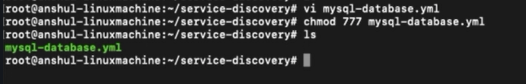 root@anshul-linuxmachine:~/service-discovery# vi mysql-database.yml
root@anshul-linuxmachine:~/service-discovery# chmod 777 mysql-database.yml
root@anshul-linuxmachine:~/service-discovery# ls
mysql-database.yml
root@anshul-linuxmachine:~/service-discovery#